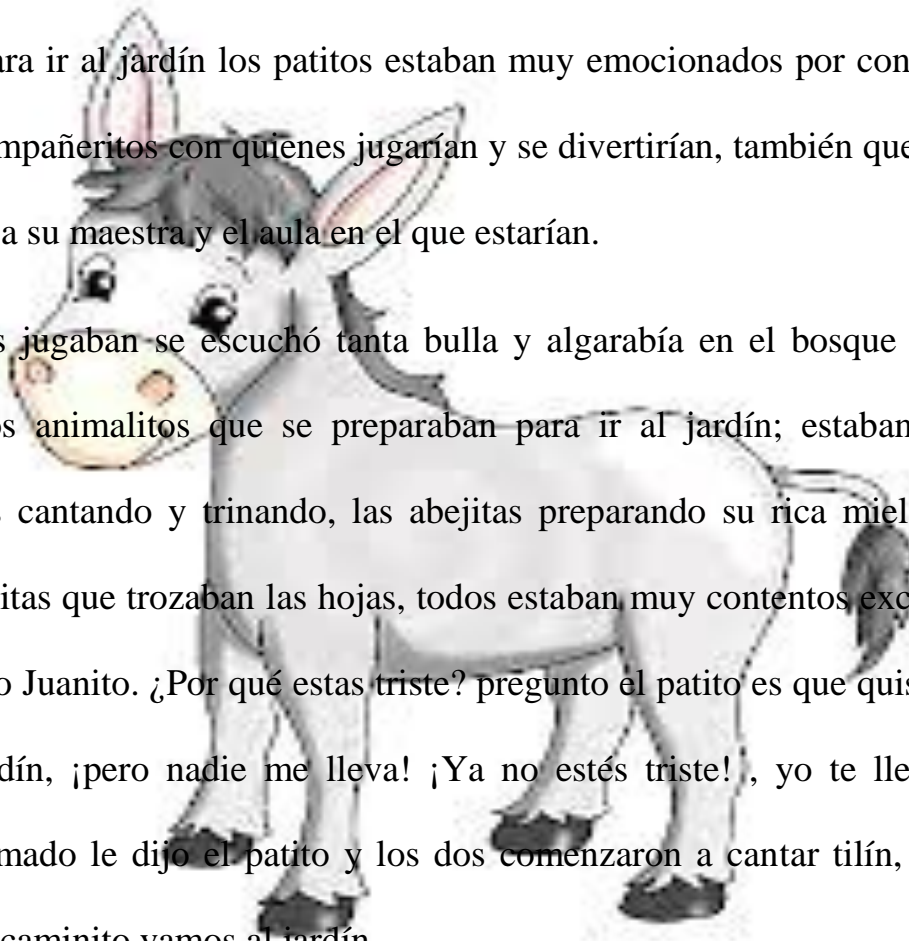 ara ir al jardín los patitos estaban muy emocionados por con
mpañeritos con quienes jugarían y se divertirían, también que
a su maestra y el aula en el que estarían.
s jugaban se escuchó tanta bulla y algarabía en el bosque
os animalitos que se preparaban para ir al jardín; estaban
s cantando y trinando, las abejitas preparando su rica miel
itas que trozaban las hojas, todos estaban muy contentos exc
o Juanito. ¿Por qué estas triste? pregunto el patito es que quis
dín, ¡pero nadie me lleva! ¡Ya no estés triste! , yo te lle
mado le dijo el patito y los dos comenzaron a cantar tilín,
caminito vamos al jardín